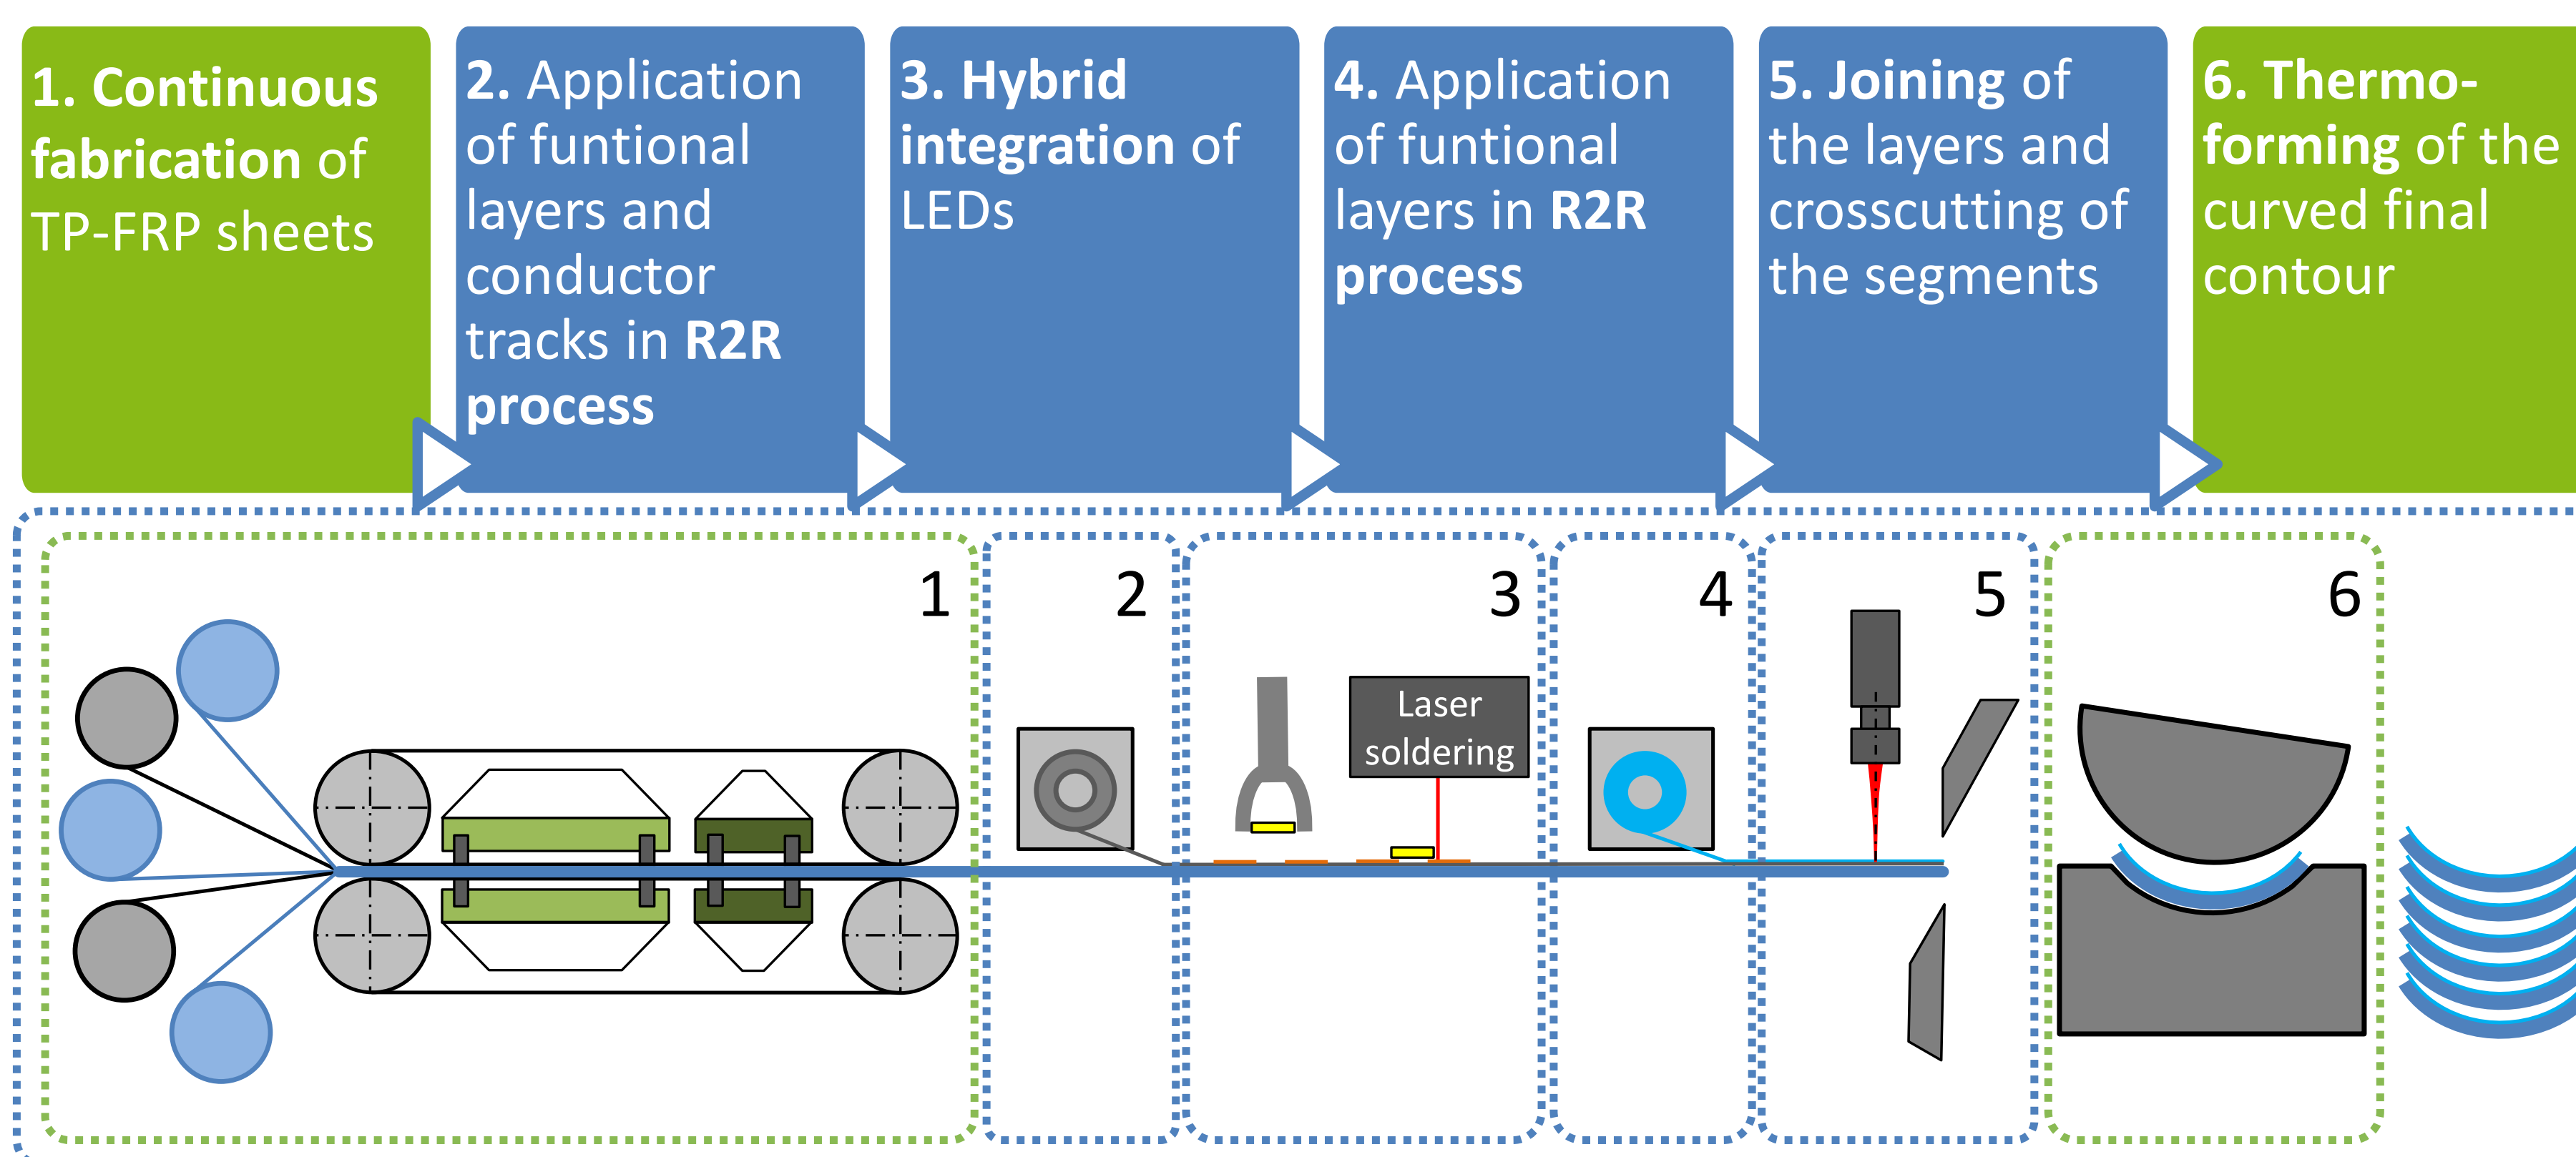 1. Continuous
fabrication of
TP-FRP sheets
2. Application
of funtional
layers and
conductor
tracks in R2R
process
3. Hybrid
integration of
LEDs
4. Application
of funtional
layers in R2R
process
5. Joining of
the layers and
crosscutting of
the segments
6. Thermo-
forming of the
curved final
contour
1
2
3
4
5
6
Laser
soldering